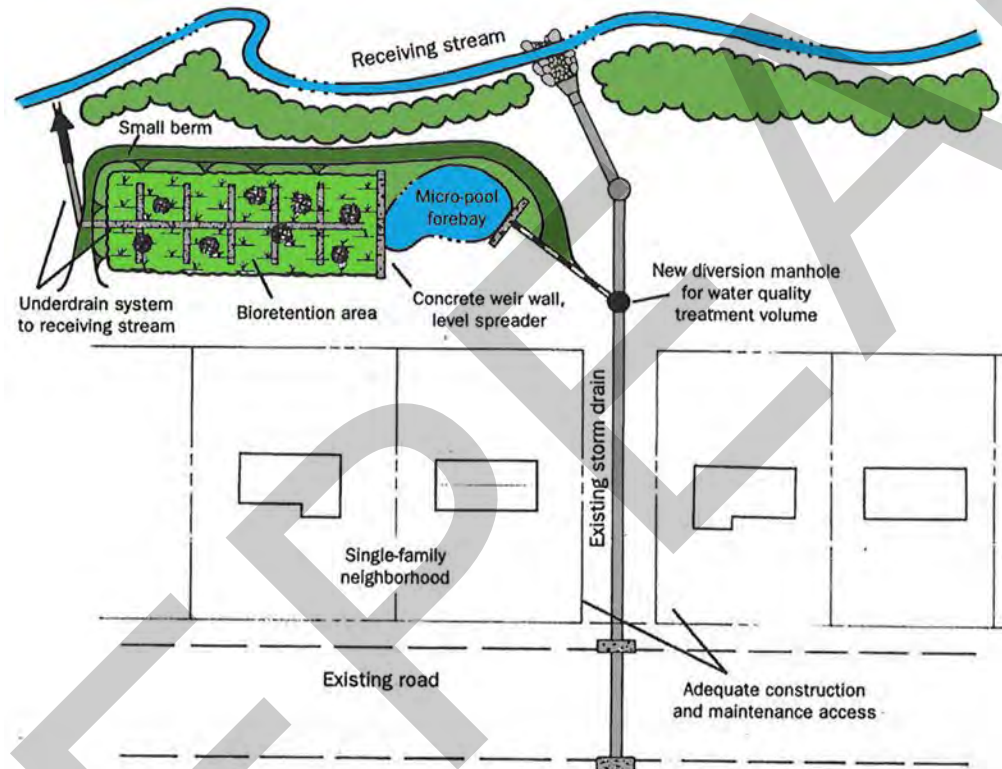 Receiving stream
Small berm
Micro-pool
forebay
Underdrain system
to receiving stream
Bioretention area
Concrete weir wall,
level spreader
New diversion manhole
for water quality
treatment volume
Existing storm drain
Single-family
neighborhood
Existing road
Adequate construction
and maintenance access